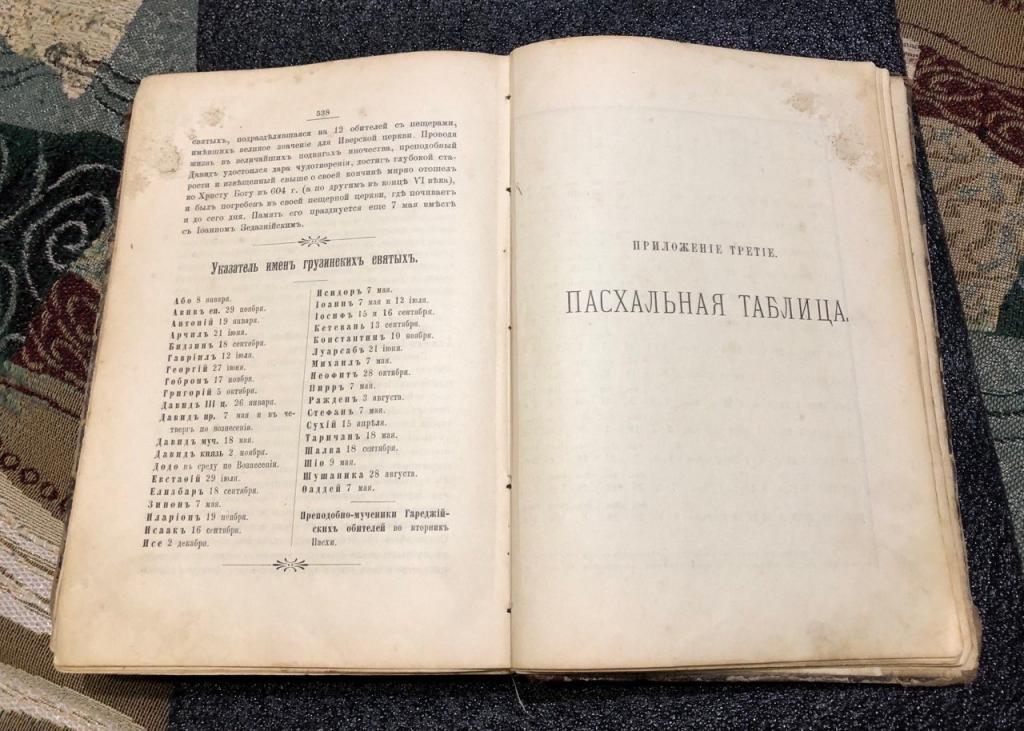 538
святыхъ, подраздѣлявшаяся на 12 обителей съ пещерами,
имѣвшихъ великое значеніе для Иверской церкви. Проводя
жизнь въ величайшихъ подвигахъ иночества, преподобный
Давидъ удостоился дара чудотворенія, достигъ глубокой ста-
рости и извѣщенный свыше о своей кончинѣ мирно отошелъ
ко Христу Богу въ 604 г. (а по другимъ въ концѣ VI вѣка),
и былъ погребенъ въ своей пещерной церкви, гдѣ почиваетъ
и до сего дня. Память его празднуется еще 7 мая вмѣстѣ
съ Іоанномъ Зедазнійскимъ.
Указатель именъ грузинскихъ святыхъ.
Або 8 января.
Авивъ еп. 29 ноября.
Антоній 19 января.
Арчилъ 21 іюня.
Бидзинъ 18 сентября.
Гавріилъ 12 іюля.
Георгій 27 іюня.
Гобронъ 17 ноября.
Григорій 5 октября.
Давидъ III ц. 26 января.
Давидъ пр. 7 мая и въ че-
тверг по вознесенія.
Давидъ муч. 18 мая.
Давидъ князь 2 ноября.
Додо въ среду по Вознесенія.
Евстаѳій 29 іюля.
Елизбаръ 18 сентября.
Зинонъ 7 мая.
Иларіонъ 19 ноября.
Исаакъ 16 сентября.
Исе 2 декабря.
Исидоръ 7 мая.
Іоаннъ 7 мая и 12 іюля.
Іосифъ 15 и 16 сентября.
Кетевань 13 сентября.
Константинъ 10 ноября.
Луарсабъ 21 іюня.
Михаилъ 7 мая.
Неофитъ 28 октября.
Пирръ 7 мая.
Ражденъ 3 августа.
Стефанъ 7 мая.
Сухій 15 апрѣля.
Таричанъ 18 мая.
Шалва 18 сентября.
Шіо 9 мая.
Шушаника 28 августа.
Ѳаддей 7 мая.
Преподобно-мученики Гареджій-
скихъ обителей во вторникъ
Пасхи.
ПРИЛОЖЕНІЕ ТРЕТІЕ.
ПАСХАЛЬНАЯ ТАБЛИЦА.